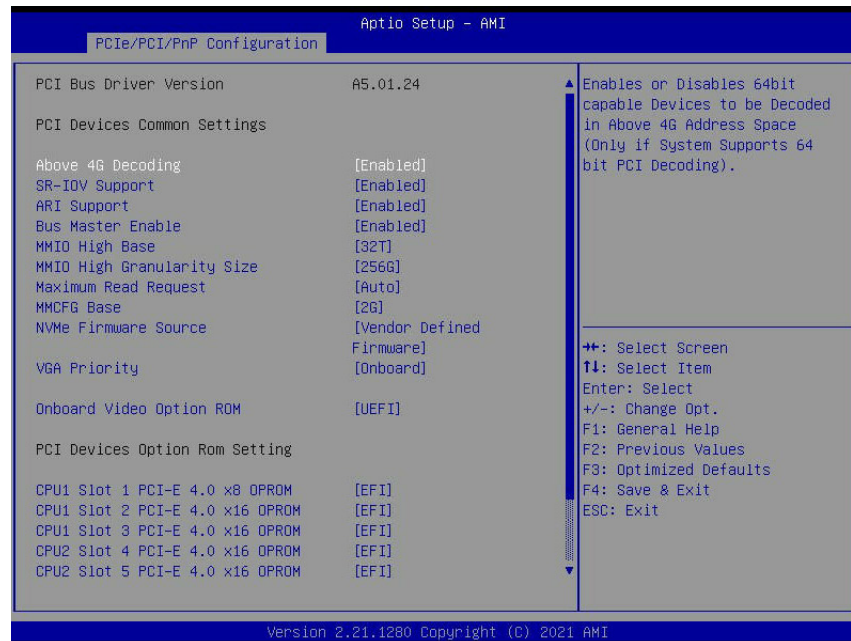 Aptio Setup – AMI
PCIe/PCI/PnP Configuration
PCI Bus Driver Version A5.01.24
PCI Devices Common Settings
Above 4G Decoding [Enabled]
SR-IOV Support [Enabled]
ARI Support [Enabled]
Bus Master Enable [Enabled]
MMIO High Base [32T]
MMIO High Granularity Size [256G]
Maximum Read Request [Auto]
MMCFG Base [2G]
NVMe Firmware Source [Vendor Defined
Firmware]
VGA Priority [Onboard]
Onboard Video Option ROM [UEFI]
PCI Devices Option Rom Setting
CPU1 Slot 1 PCI-E 4.0 x8 OPROM [EFI]
CPU1 Slot 2 PCI-E 4.0 x16 OPROM [EFI]
CPU1 Slot 3 PCI-E 4.0 x16 OPROM [EFI]
CPU2 Slot 4 PCI-E 4.0 x16 OPROM [EFI]
CPU2 Slot 5 PCI-E 4.0 x16 OPROM [EFI]
Enables or Disables 64bit
capable Devices to be Decoded
in Above 4G Address Space
(Only if System Supports 64
bit PCI Decoding).
→←: Select Screen
↑↓: Select Item
Enter: Select
+/-: Change Opt.
F1: General Help
F2: Previous Values
F3: Optimized Defaults
F4: Save & Exit
ESC: Exit
Version 2.21.1280 Copyright (C) 2021 AMI